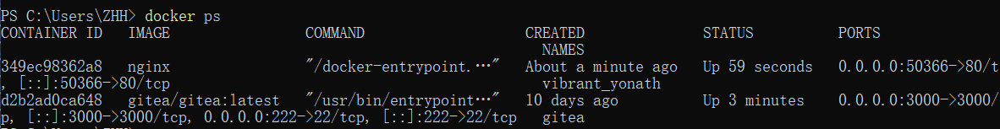 PS C:\Users\ZHH> docker ps
CONTAINER ID   IMAGE                COMMAND                  CREATED              STATUS          PORTS
                         NAMES
349ec98362a8   nginx                "/docker-entrypoint.…"   About a minute ago   Up 59 seconds   0.0.0.0:50366->80/t
, [::]:50366->80/tcp                                         vibrant_yonath
d2b2ad0ca648   gitea/gitea:latest   "/usr/bin/entrypoint…"   10 days ago          Up 3 minutes    0.0.0.0:3000->3000/
p, [::]:3000->3000/tcp, 0.0.0.0:222->22/tcp, [::]:222->22/tcp   gitea